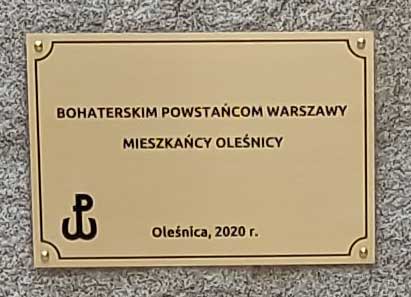 BOHATERSKIM POWSTAŃCOM WARSZAWY
MIESZKAŃCY OLEŚNICY
Oleśnica, 2020 r.